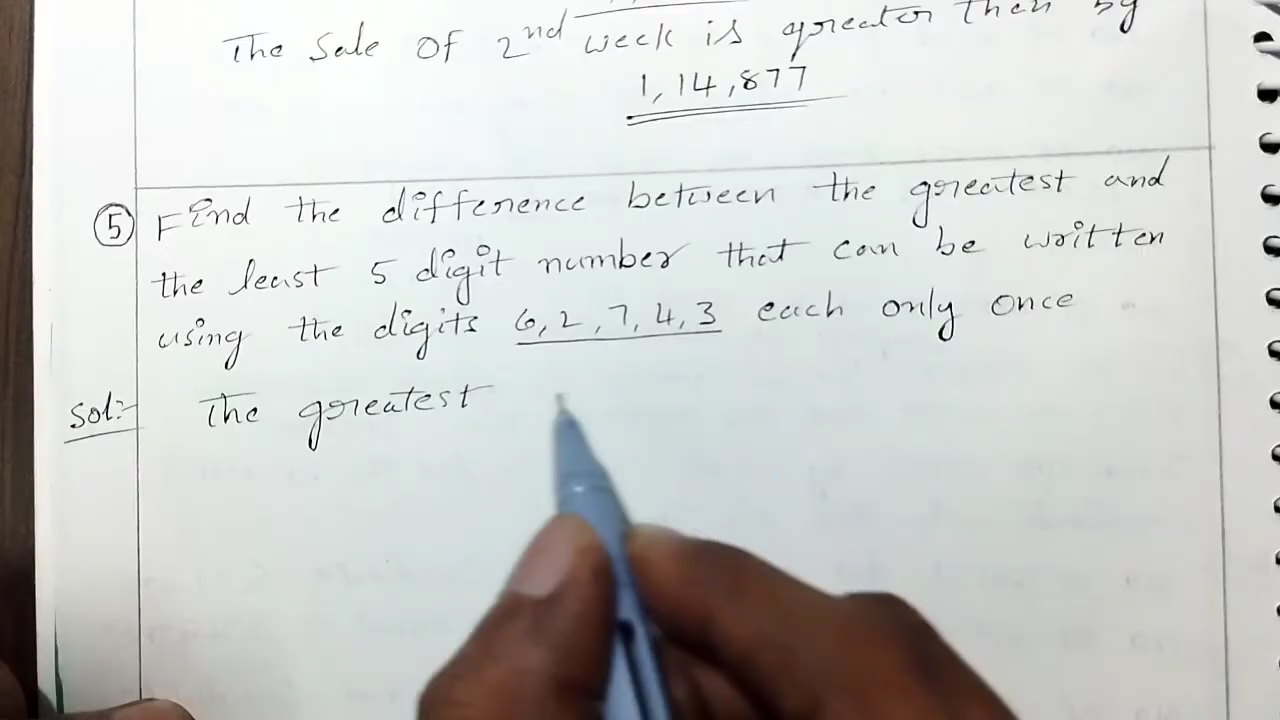 The Sale of 2nd week is greater then by
1,14,877
5 Find the difference between the greatest and
the least 5 digit number that can be written
using the digits 6, 2, 7, 4, 3 each only once
Sol:- The greatest